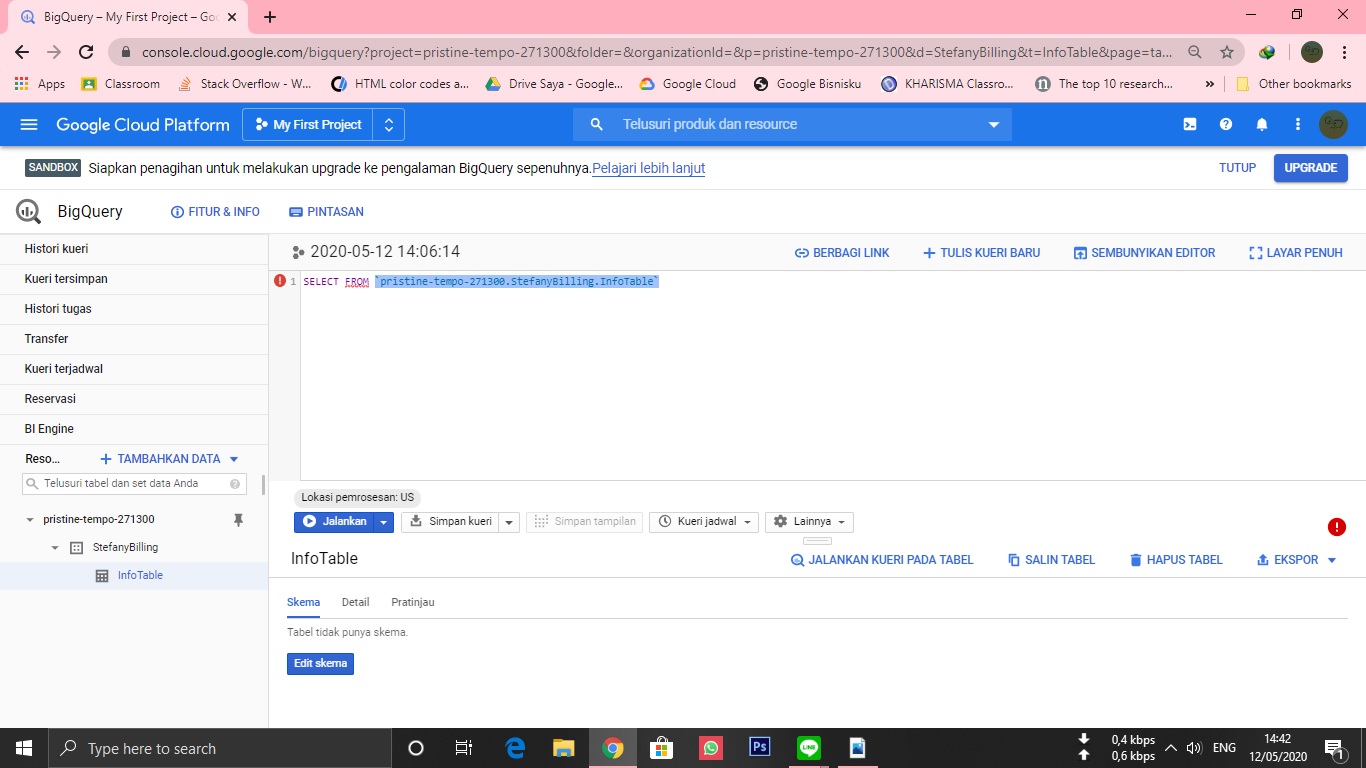 BigQuery – My First Project – Goo
console.cloud.google.com/bigquery?project=pristine-tempo-271300&folder=&organizationId=&p=pristine-tempo-271300&d=StefanyBilling&t=InfoTable&page=ta...
Apps Classroom Stack Overflow - W... HTML color codes a... Drive Saya - Google... Google Cloud Google Bisnisku KHARISMA Classro... The top 10 research... » Other bookmarks
Google Cloud Platform My First Project Telusuri produk dan resource
SANDBOX Siapkan penagihan untuk melakukan upgrade ke pengalaman BigQuery sepenuhnya. Pelajari lebih lanjut TUTUP UPGRADE
BigQuery FITUR & INFO PINTASAN
Histori kueri
Kueri tersimpan
Histori tugas
Transfer
Kueri terjadwal
Reservasi
BI Engine
Reso... + TAMBAHKAN DATA
Telusuri tabel dan set data Anda
pristine-tempo-271300
StefanyBilling
InfoTable
2020-05-12 14:06:14 BERBAGI LINK + TULIS KUERI BARU SEMBUNYIKAN EDITOR LAYAR PENUH
1 SELECT FROM `pristine-tempo-271300.StefanyBilling.InfoTable`
Lokasi pemrosesan: US
Jalankan Simpan kueri Simpan tampilan Kueri jadwal Lainnya
InfoTable JALANKAN KUERI PADA TABEL SALIN TABEL HAPUS TABEL EKSPOR
Skema Detail Pratinjau
Tabel tidak punya skema.
Edit skema
Type here to search
0,4 kbps
0,6 kbps
ENG
14:42
12/05/2020
1